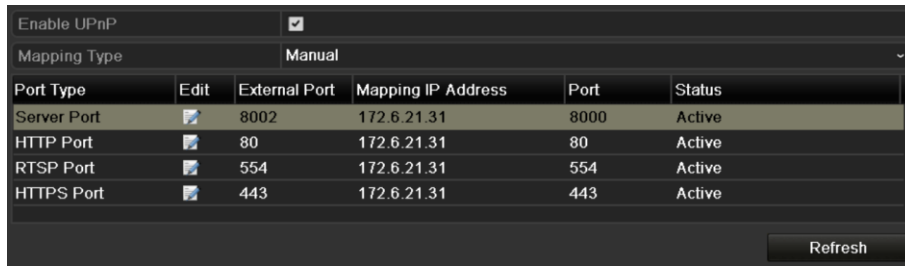 Enable UPnP
Mapping Type Manual
Port Type Edit External Port Mapping IP Address Port Status
Server Port 8002 172.6.21.31 8000 Active
HTTP Port 80 172.6.21.31 80 Active
RTSP Port 554 172.6.21.31 554 Active
HTTPS Port 443 172.6.21.31 443 Active
Refresh